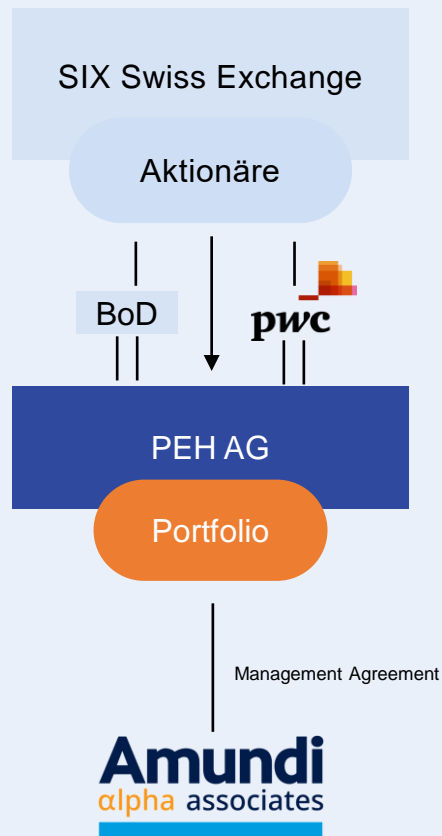 SIX Swiss Exchange
Aktionäre
BoD
pwc
PEH AG
Portfolio
Management Agreement
Amundi
αlpha associates